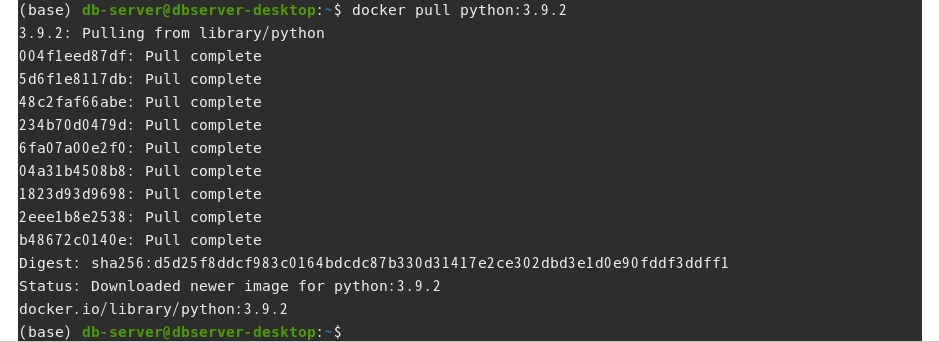 (base) db-server@dbserver-desktop:~$ docker pull python:3.9.2
3.9.2: Pulling from library/python
004f1eed87df: Pull complete
5d6f1e8117db: Pull complete
48c2faf66abe: Pull complete
234b70d0479d: Pull complete
6fa07a00e2f0: Pull complete
04a31b4508b8: Pull complete
1823d93d9698: Pull complete
2eee1b8e2538: Pull complete
b48672c0140e: Pull complete
Digest: sha256:d5d25f8ddcf983c0164bdcdc87b330d31417e2ce302dbd3e1d0e90fddf3ddff1
Status: Downloaded newer image for python:3.9.2
docker.io/library/python:3.9.2
(base) db-server@dbserver-desktop:~$